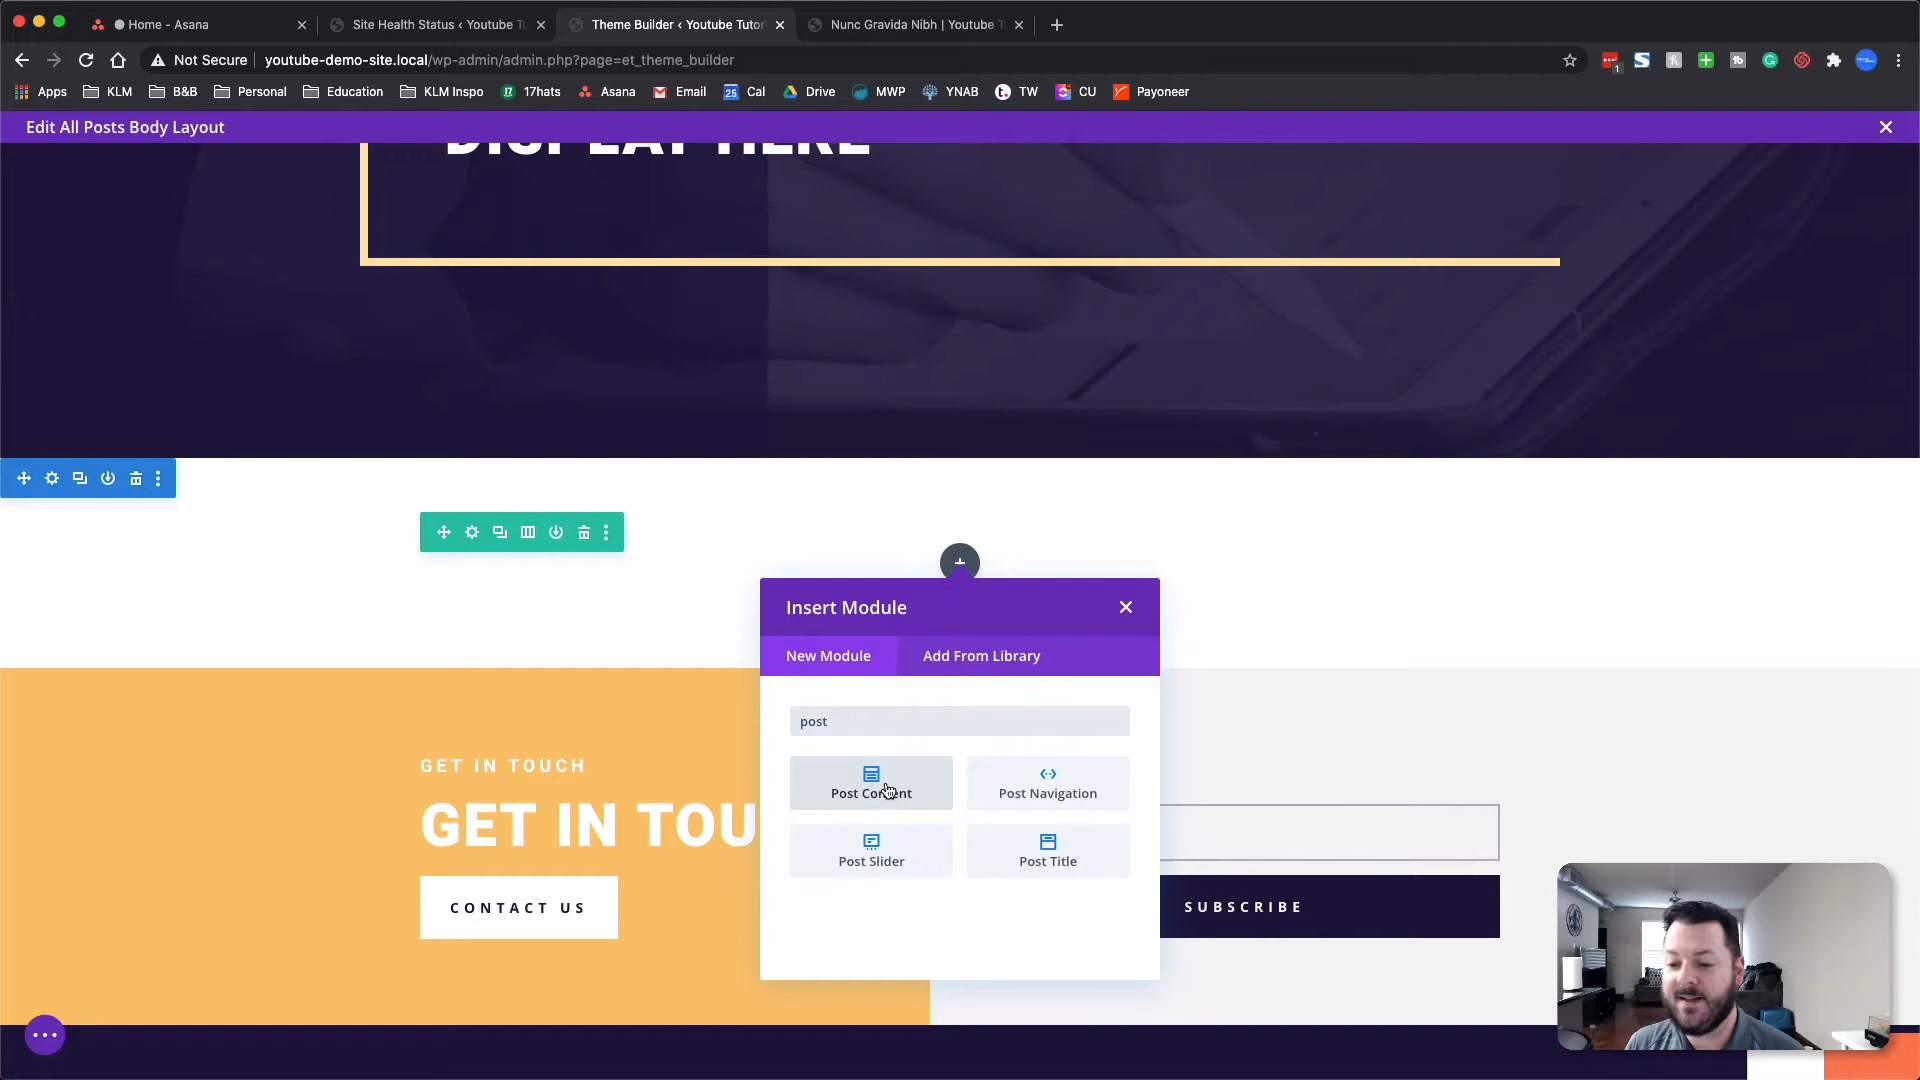 Home - Asana
Site Health Status ‹ Youtube Tu
Theme Builder ‹ Youtube Tutor
Nunc Gravida Nibh | Youtube T
Not Secure
youtube-demo-site.local/wp-admin/admin.php?page=et_theme_builder
Apps
KLM
B&B
Personal
Education
KLM Inspo
17hats
Asana
Email
Cal
Drive
MWP
YNAB
TW
CU
Payoneer
Edit All Posts Body Layout
DISPLAY HERE
Insert Module
New Module
Add From Library
post
Post Content
Post Navigation
Post Slider
Post Title
GET IN TOUCH
GET IN TOU
CONTACT US
SUBSCRIBE